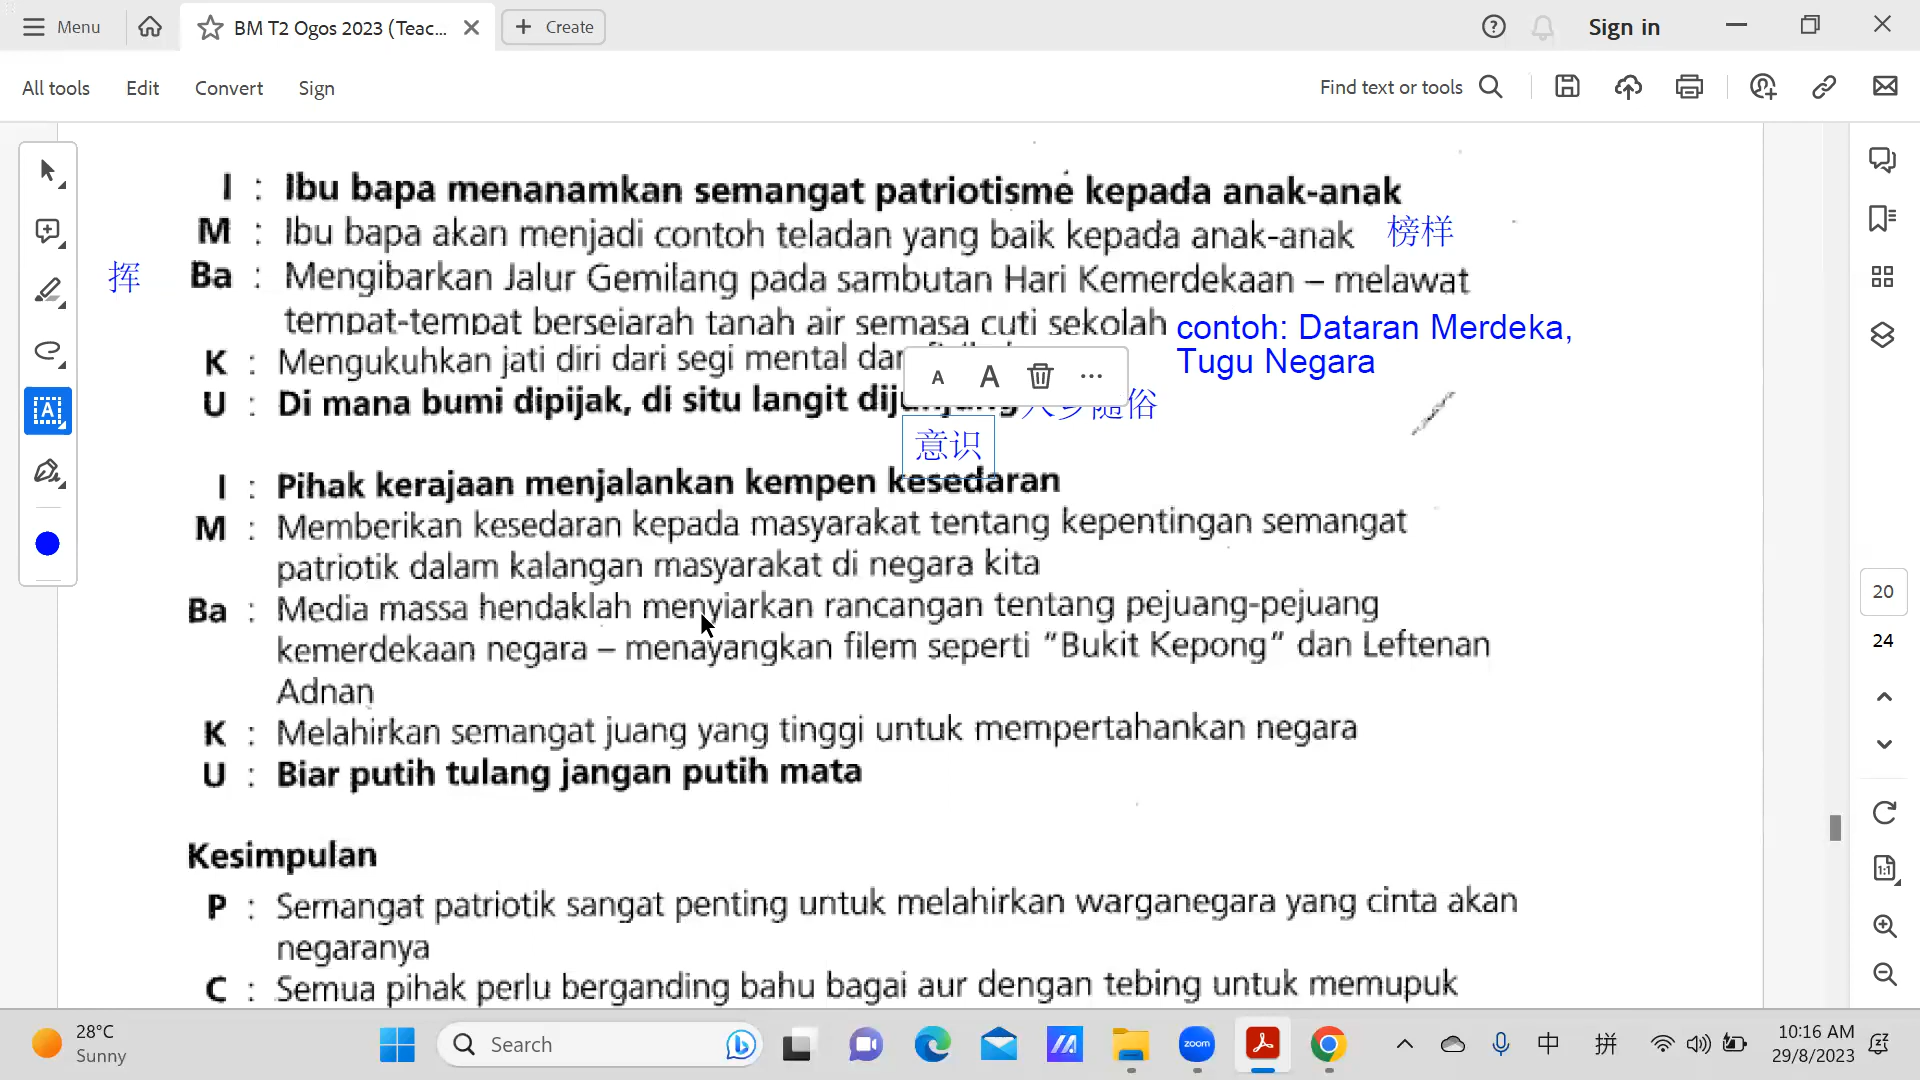 Menu
BM T2 Ogos 2023 (Teac...
Create
Sign in
All tools
Edit
Convert
Sign
Find text or tools
I : Ibu bapa menanamkan semangat patriotisme kepada anak-anak
M : Ibu bapa akan menjadi contoh teladan yang baik kepada anak-anak 榜样
挥 Ba : Mengibarkan Jalur Gemilang pada sambutan Hari Kemerdekaan – melawat
tempat-tempat bersejarah tanah air semasa cuti sekolah contoh: Dataran Merdeka,
Tugu Negara
K : Mengukuhkan jati diri dari segi mental dan
U : Di mana bumi dipijak, di situ langit dijunjung 随俗
意识
I : Pihak kerajaan menjalankan kempen kesedaran
M : Memberikan kesedaran kepada masyarakat tentang kepentingan semangat
patriotik dalam kalangan masyarakat di negara kita
Ba : Media massa hendaklah menyiarkan rancangan tentang pejuang-pejuang
kemerdekaan negara – menayangkan filem seperti “Bukit Kepong” dan Leftenan
Adnan
K : Melahirkan semangat juang yang tinggi untuk mempertahankan negara
U : Biar putih tulang jangan putih mata
Kesimpulan
P : Semangat patriotik sangat penting untuk melahirkan warganegara yang cinta akan
negaranya
C : Semua pihak perlu berganding bahu bagai aur dengan tebing untuk memupuk
20
24
28°C
Sunny
Search
zoom
中
拼
10:16 AM
29/8/2023